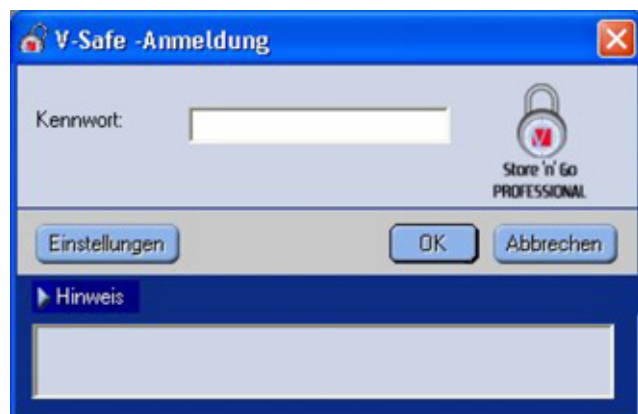 V-Safe -Anmeldung
Kennwort:
Store 'n' Go
PROFESSIONAL
Einstellungen
OK
Abbrechen
Hinweis